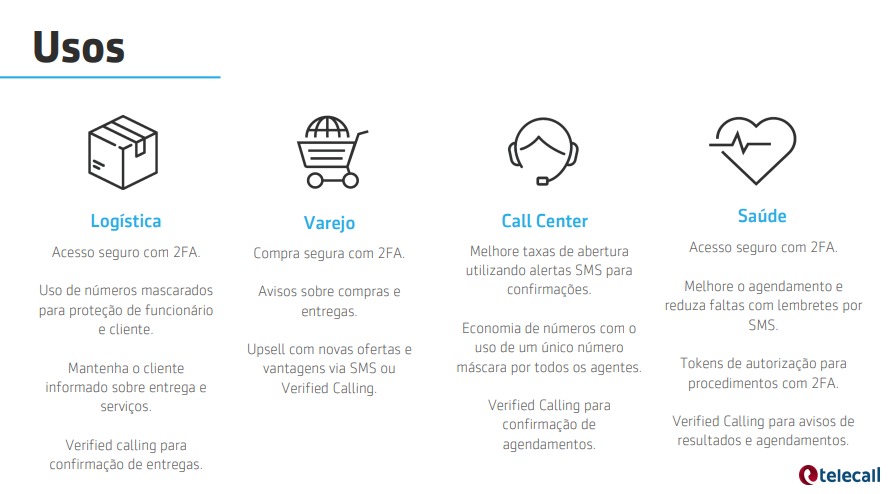 Usos
Logística
Acesso seguro com 2FA.
Uso de números mascarados
para proteção de funcionário
e cliente.
Mantenha o cliente
informado sobre entrega e
serviços.
Verified calling para
confirmação de entregas.
Varejo
Compra segura com 2FA.
Avisos sobre compras e
entregas.
Upsell com novas ofertas e
vantagens via SMS ou
Verified Calling.
Call Center
Melhore taxas de abertura
utilizando alertas SMS para
confirmações.
Economia de números com o
uso de um único número
máscara por todos os agentes.
Verified Calling para
confirmação de
agendamentos.
Saúde
Acesso seguro com 2FA.
Melhore o agendamento e
reduza faltas com lembretes por
SMS.
Tokens de autorização para
procedimentos com 2FA.
Verified Calling para avisos de
resultados e agendamentos.
telecall